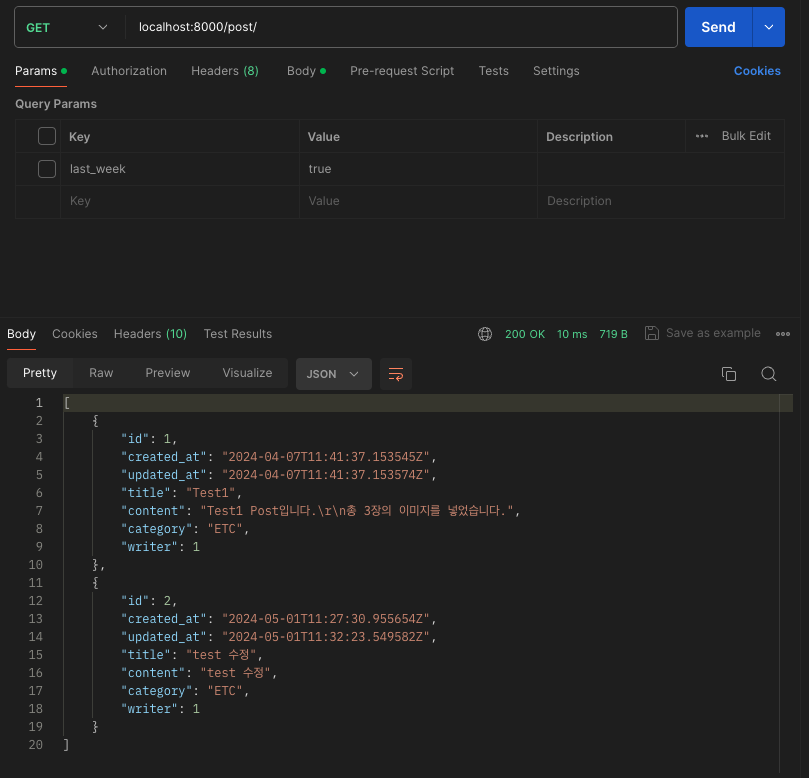 GET localhost:8000/post/ Send
Params Authorization Headers (8) Body Pre-request Script Tests Settings Cookies
Query Params
Key Value Description Bulk Edit
last_week true
Key Value Description
Body Cookies Headers (10) Test Results 200 OK 10 ms 719 B Save as example
Pretty Raw Preview Visualize JSON
1 [
2 {
3 "id": 1,
4 "created_at": "2024-04-07T11:41:37.153545Z",
5 "updated_at": "2024-04-07T11:41:37.153574Z",
6 "title": "Test1",
7 "content": "Test1 Post입니다.\r\n총 3장의 이미지를 넣었습니다.",
8 "category": "ETC",
9 "writer": 1
10 },
11 {
12 "id": 2,
13 "created_at": "2024-05-01T11:27:30.955654Z",
14 "updated_at": "2024-05-01T11:32:23.549582Z",
15 "title": "test 수정",
16 "content": "test 수정",
17 "category": "ETC",
18 "writer": 1
19 }
20 ]